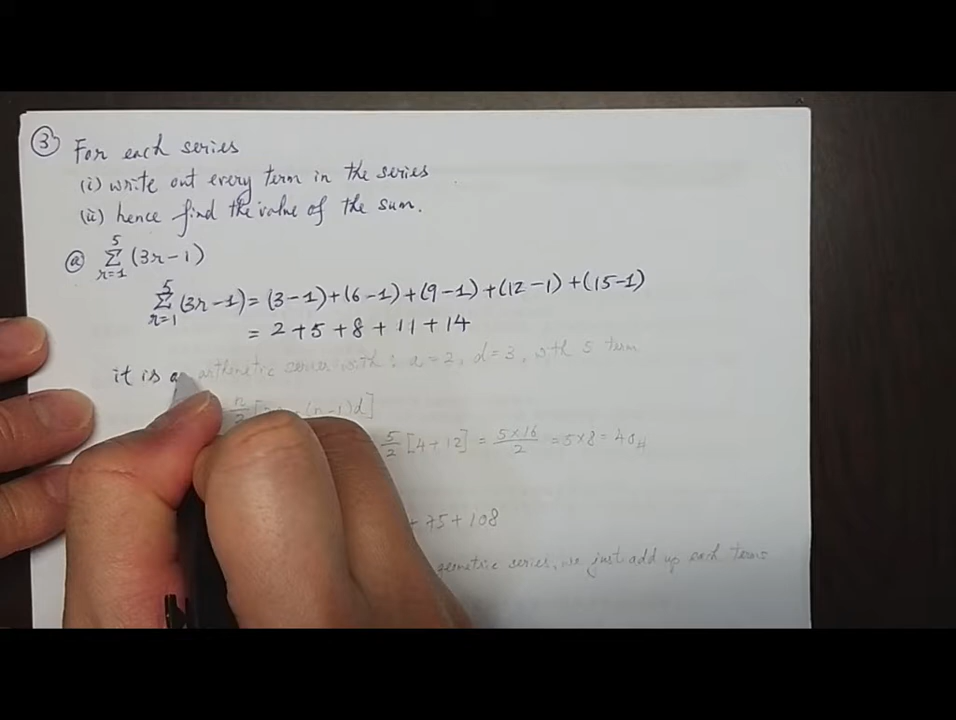 ③ For each series
(i) write out every term in the series
(ii) hence find the value of the sum.
ⓐ 5 Σ r=1 (3r-1)
5 Σ r=1 (3r-1) = (3-1)+(6-1)+(9-1)+(12-1)+(15-1)
= 2+5+8+11+14
it is a arithmetic series with : a=2, d=3, with 5 term
n/2 [ (n-1)d]
5/2 [4+12] = 5×16/2 = 5×8 = 40
+75+108
geometric series, we just add up each terms